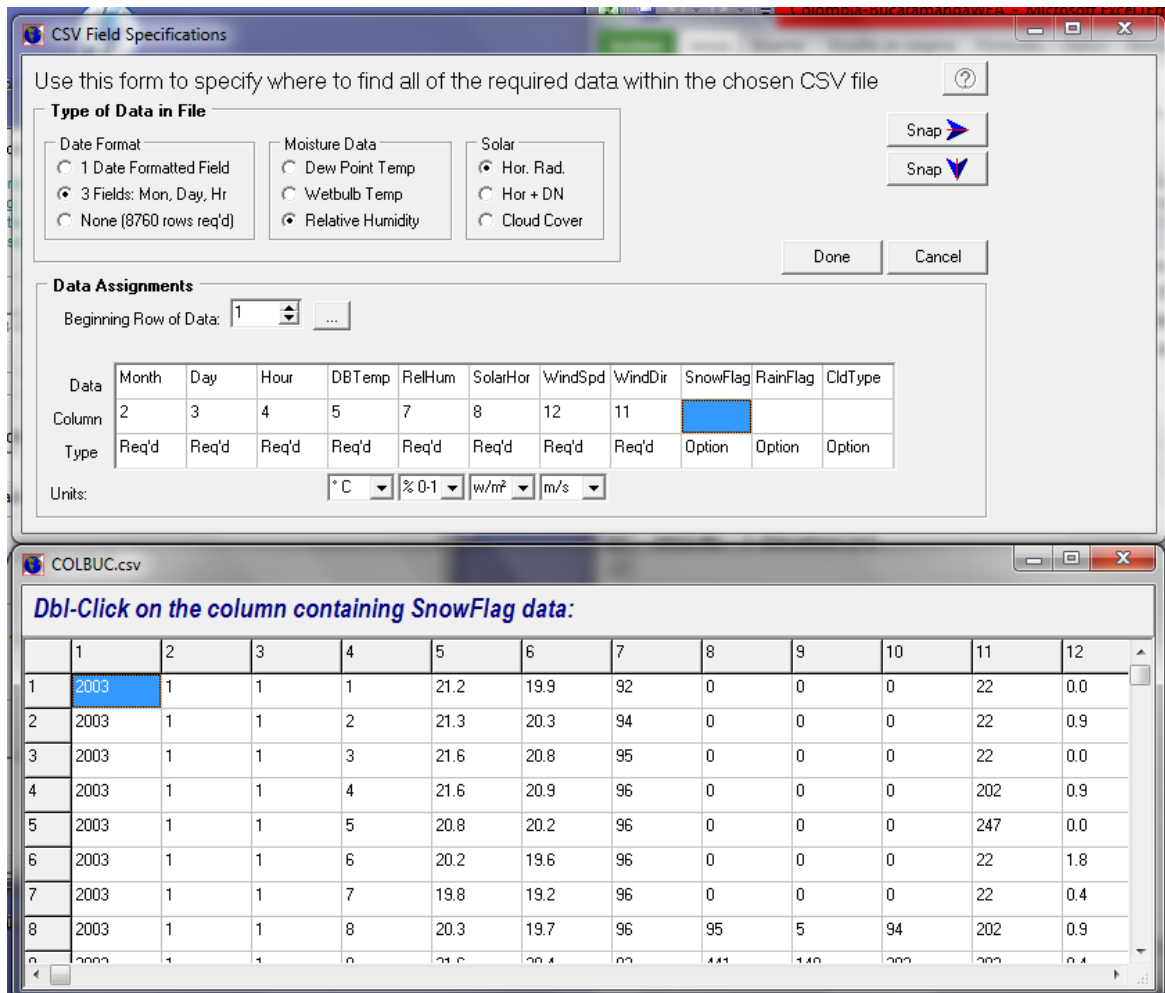 Colombia-BucaramangaWEA - Microsoft Excel
CSV Field Specifications
Use this form to specify where to find all of the required data within the chosen CSV file
Type of Data in File
Date Format Moisture Data Solar
1 Date Formatted Field Dew Point Temp Hor. Rad.
3 Fields: Mon, Day, Hr Wetbulb Temp Hor + DN
None (8760 rows req'd) Relative Humidity Cloud Cover
Snap
Snap
Done Cancel
Data Assignments
Beginning Row of Data: 1 ...
Data Month Day Hour DBTemp RelHum SolarHor WindSpd WindDir SnowFlag RainFlag CldType
Column 2 3 4 5 7 8 12 11
Type Req'd Req'd Req'd Req'd Req'd Req'd Req'd Req'd Option Option Option
Units: ° C % 0-1 w/m² m/s
COLBUC.csv
Dbl-Click on the column containing SnowFlag data:
1 2 3 4 5 6 7 8 9 10 11 12
1 2003 1 1 1 21.2 19.9 92 0 0 0 22 0.0
2 2003 1 1 2 21.3 20.3 94 0 0 0 22 0.9
3 2003 1 1 3 21.6 20.8 95 0 0 0 22 0.0
4 2003 1 1 4 21.6 20.9 96 0 0 0 202 0.9
5 2003 1 1 5 20.8 20.2 96 0 0 0 247 0.0
6 2003 1 1 6 20.2 19.6 96 0 0 0 22 1.8
7 2003 1 1 7 19.8 19.2 96 0 0 0 22 0.4
8 2003 1 1 8 20.3 19.7 96 95 5 94 202 0.9